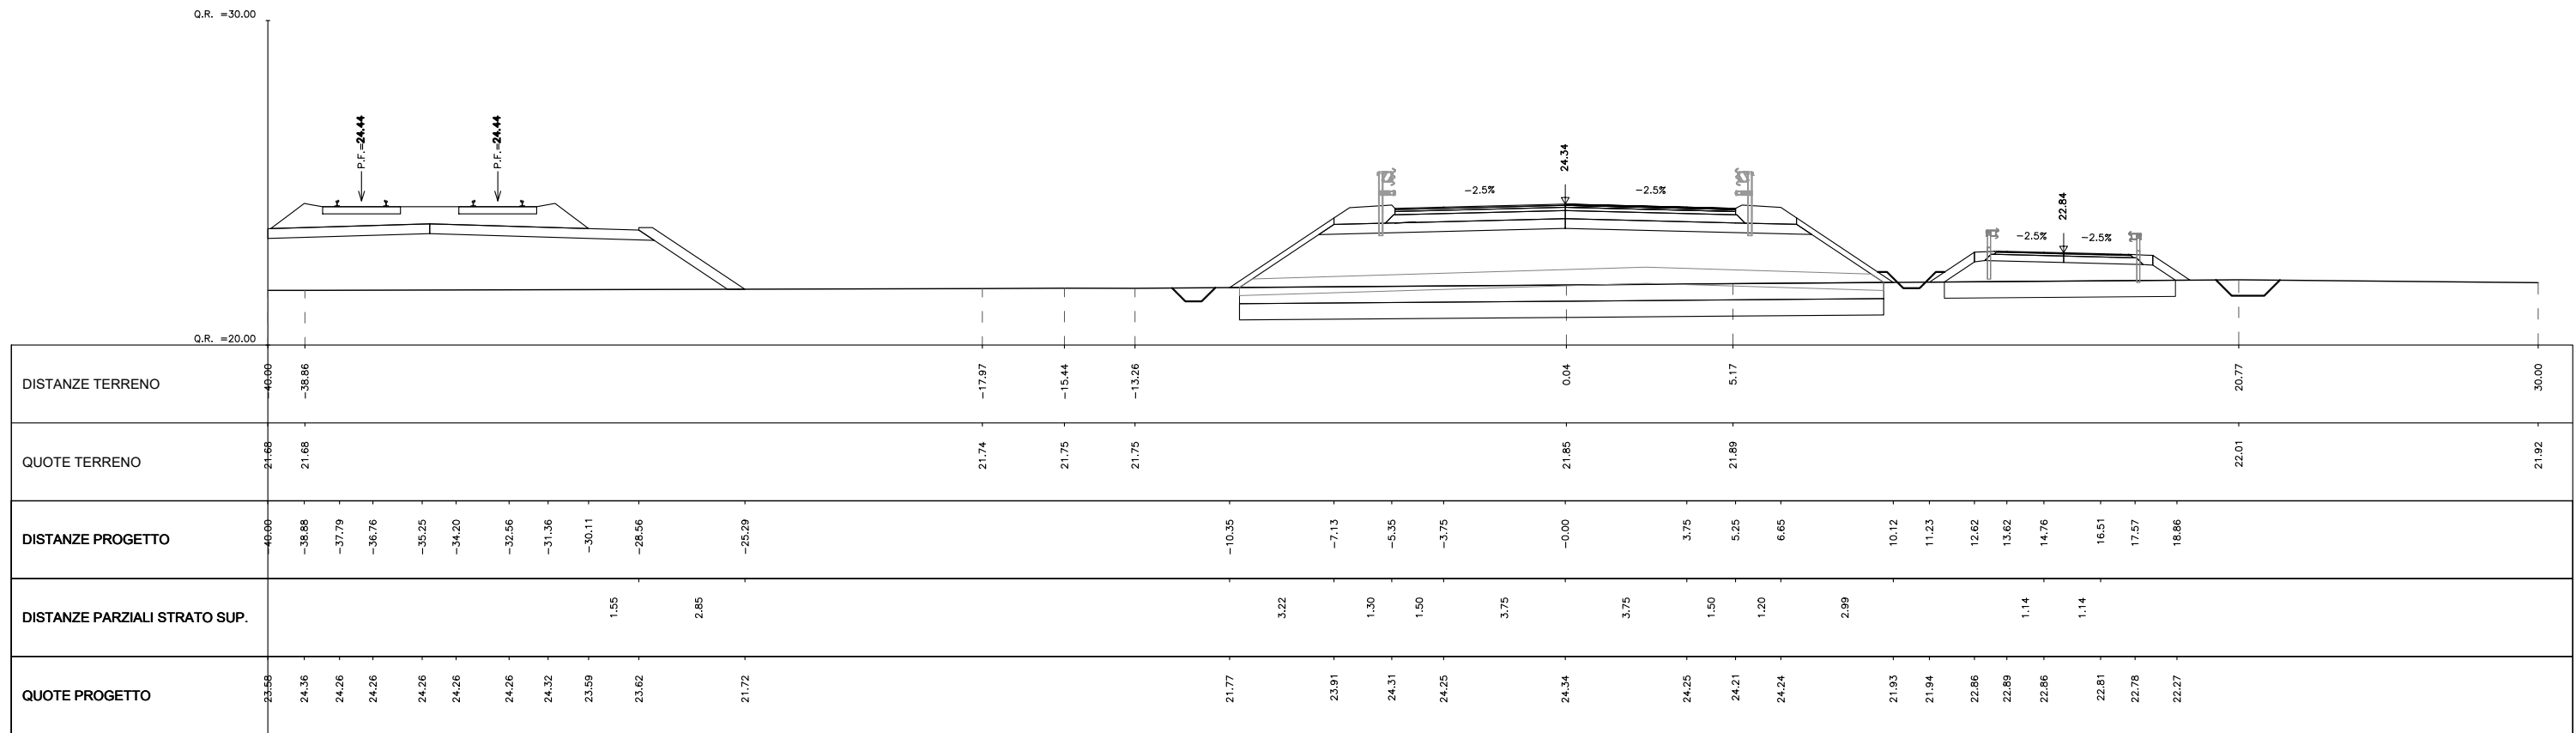 Q.R. =30.00
P.F.=24.44
P.F.=24.44
24.34
-2.5%
-2.5%
22.84
-2.5%
-2.5%
Q.R. =20.00
DISTANZE TERRENO
-40.00 -38.86 -17.97 -15.44 -13.26 0.04 5.17 20.77 30.00
QUOTE TERRENO
21.68 21.68 21.74 21.75 21.75 21.85 21.89 22.01 21.92
DISTANZE PROGETTO
-40.00 -38.88 -37.79 -36.76 -35.25 -34.20 -32.56 -31.36 -30.11 -28.56 -25.29 -10.35 -7.13 -5.35 -3.75 -0.00 3.75 5.25 6.65 10.12 11.23 12.62 13.62 14.76 16.51 17.57 18.86
DISTANZE PARZIALI STRATO SUP.
1.55 2.85 3.22 1.30 1.50 3.75 3.75 1.50 1.20 2.99 1.14 1.14
QUOTE PROGETTO
23.58 24.36 24.26 24.26 24.26 24.26 24.26 24.32 23.59 23.62 21.72 21.77 23.91 24.31 24.25 24.34 24.25 24.21 24.24 21.93 21.94 22.86 22.89 22.86 22.81 22.78 22.27